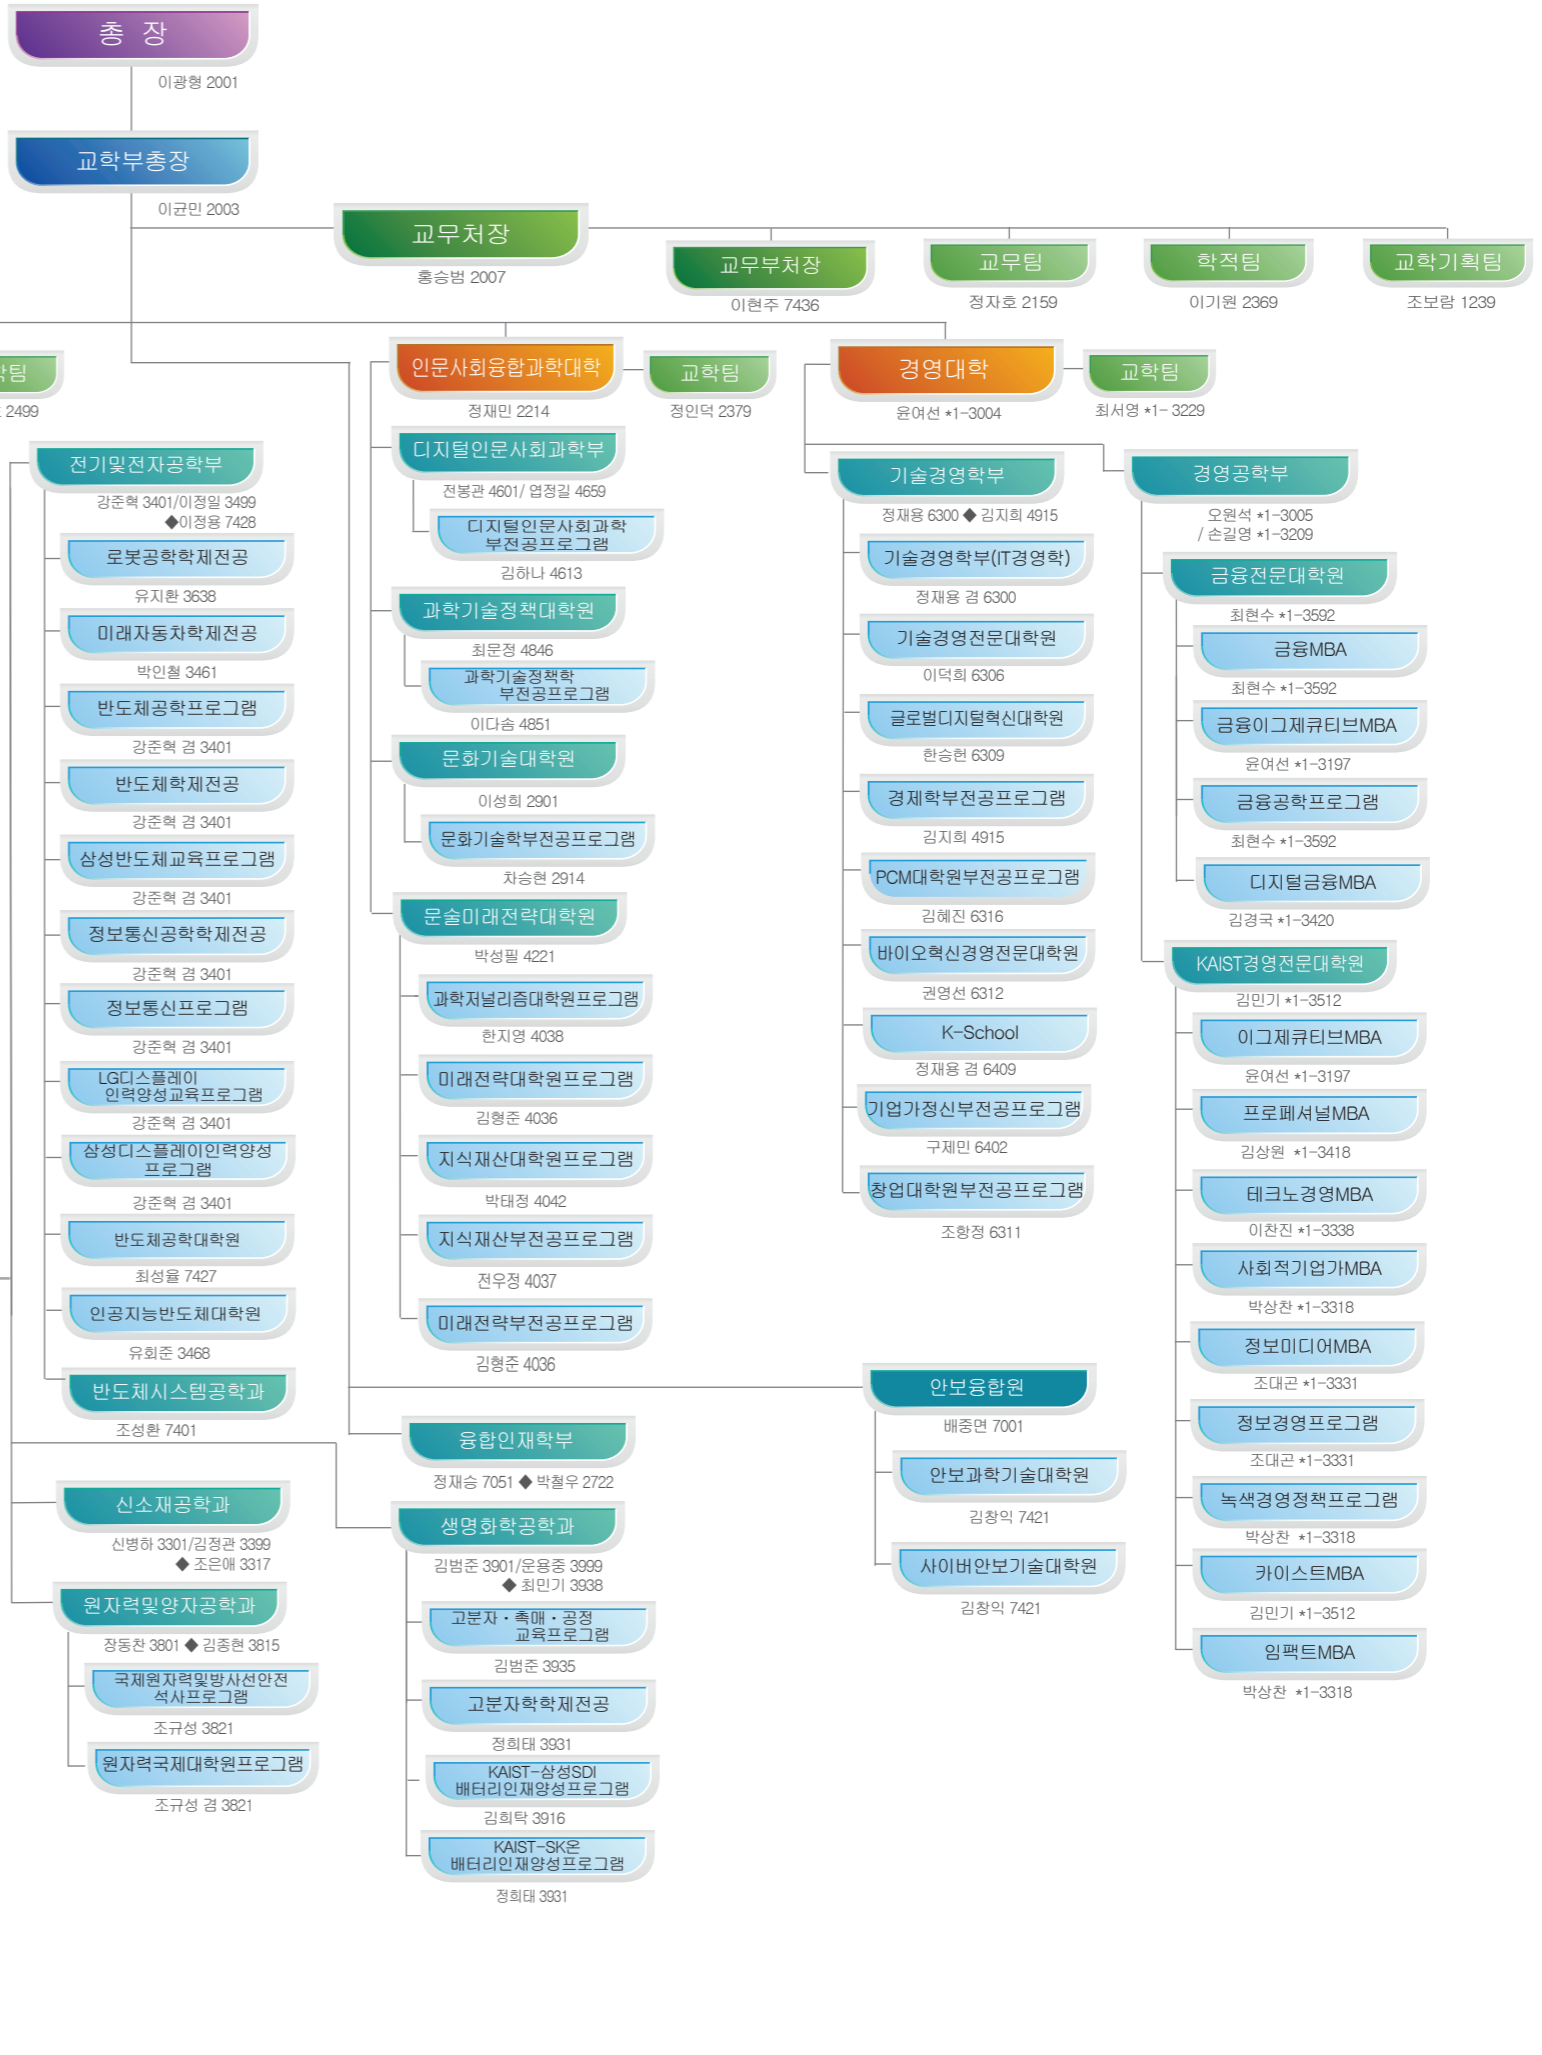 총 장
이광형 2001
교학부총장
이균민 2003
교무처장
홍승범 2007
교무부처장
이현주 7436
교무팀
정자호 2159
학적팀
이기원 2369
교학기획팀
조보람 1239
학팀
2499
전기및전자공학부
강준혁 3401/이정일 3499
◆이정용 7428
로봇공학학제전공
유지환 3638
미래자동차학제전공
박인철 3461
반도체공학프로그램
강준혁 겸 3401
반도체학제전공
강준혁 겸 3401
삼성반도체교육프로그램
강준혁 겸 3401
정보통신공학학제전공
강준혁 겸 3401
정보통신프로그램
강준혁 겸 3401
LG디스플레이
인력양성교육프로그램
강준혁 겸 3401
삼성디스플레이인력양성
프로그램
강준혁 겸 3401
반도체공학대학원
최성율 7427
인공지능반도체대학원
유회준 3468
반도체시스템공학과
조성환 7401
신소재공학과
신병하 3301/김정관 3399
◆ 조은애 3317
원자력및양자공학과
장동찬 3801 ◆ 김종현 3815
국제원자력및방사선안전
석사프로그램
조규성 3821
원자력국제대학원프로그램
조규성 겸 3821
인문사회융합과학대학
정재민 2214
교학팀
정인덕 2379
디지털인문사회과학부
전봉관 4601/ 엽정길 4659
디지털인문사회과학
부전공프로그램
김하나 4613
과학기술정책대학원
최문정 4846
과학기술정책학
부전공프로그램
이다솜 4851
문화기술대학원
이성희 2901
문화기술학부전공프로그램
차승현 2914
문술미래전략대학원
박성필 4221
과학저널리즘대학원프로그램
한지영 4038
미래전략대학원프로그램
김형준 4036
지식재산대학원프로그램
박태정 4042
지식재산부전공프로그램
전우정 4037
미래전략부전공프로그램
김형준 4036
융합인재학부
정재승 7051 ◆ 박철우 2722
생명화학공학과
김범준 3901/운용중 3999
◆ 최민기 3938
고분자・촉매・공정
교육프로그램
김범준 3935
고분자학학제전공
정희태 3931
KAIST-삼성SDI
배터리인재양성프로그램
김희탁 3916
KAIST-SK온
배터리인재양성프로그램
정희태 3931
경영대학
윤여선 *1-3004
교학팀
최서영 *1- 3229
기술경영학부
정재용 6300 ◆ 김지희 4915
기술경영학부(IT경영학)
정재용 겸 6300
기술경영전문대학원
이덕희 6306
글로벌디지털혁신대학원
한승헌 6309
경제학부전공프로그램
김지희 4915
PCM대학원부전공프로그램
김혜진 6316
바이오혁신경영전문대학원
권영선 6312
K-School
정재용 겸 6409
기업가정신부전공프로그램
구제민 6402
창업대학원부전공프로그램
조항정 6311
안보융합원
배중면 7001
안보과학기술대학원
김창익 7421
사이버안보기술대학원
김창익 7421
경영공학부
오원석 *1-3005
/ 손길영 *1-3209
금융전문대학원
최현수 *1-3592
금융MBA
최현수 *1-3592
금융이그제큐티브MBA
윤여선 *1-3197
금융공학프로그램
최현수 *1-3592
디지털금융MBA
김경국 *1-3420
KAIST경영전문대학원
김민기 *1-3512
이그제큐티브MBA
윤여선 *1-3197
프로페셔널MBA
김상원 *1-3418
테크노경영MBA
이찬진 *1-3338
사회적기업가MBA
박상찬 *1-3318
정보미디어MBA
조대곤 *1-3331
정보경영프로그램
조대곤 *1-3331
녹색경영정책프로그램
박상찬 *1-3318
카이스트MBA
김민기 *1-3512
임팩트MBA
박상찬 *1-3318